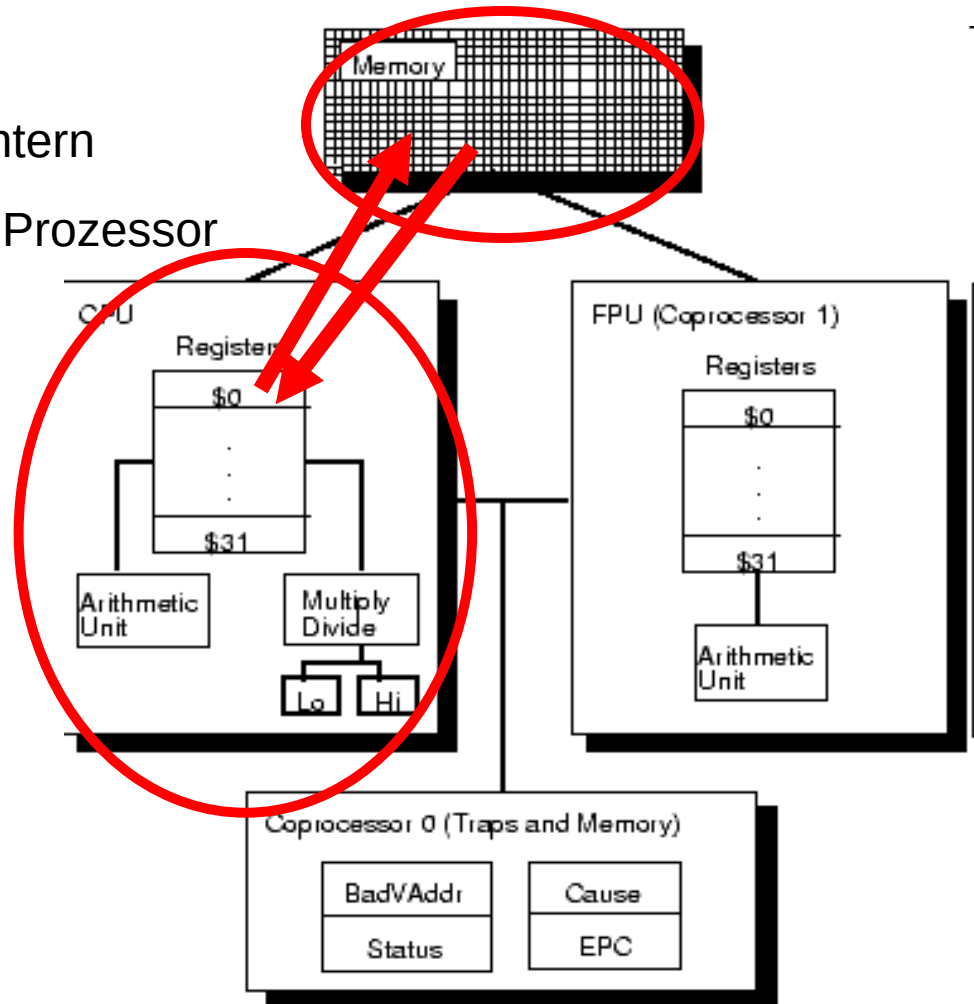 Memory
ntern
Prozessor
CPU
Registers
$0
.
.
.
$31
Arithmetic
Unit
Multiply
Divide
Lo
Hi
FPU (Coprocessor 1)
Registers
$0
.
.
.
$31
Arithmetic
Unit
Coprocessor 0 (Traps and Memory)
BadVAddr
Status
Cause
EPC